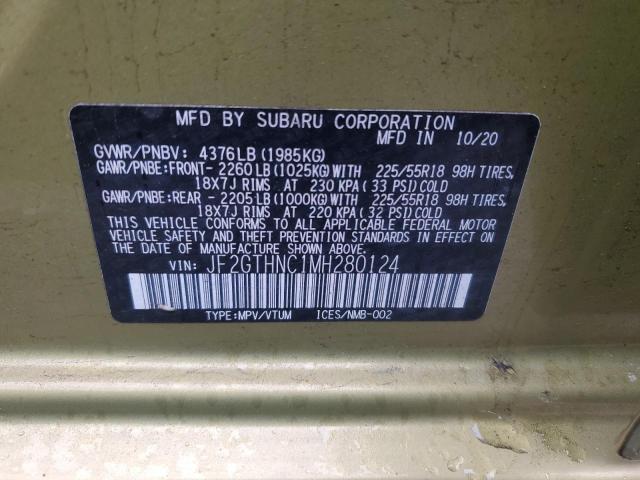 MFD BY SUBARU CORPORATION
MFD IN 10/20
GVWR/PNBV: 4376LB(1985KG)
GAWR/PNBE:FRONT- 2260LB(1025KG)WITH 225/55R18 98H TIRES
18X7J RIMS AT 230 KPA(33 PSI)COLD
GAWR/PNBE:REAR - 2205LB(1000KG)WITH 225/55R18 98H TIRES
18X7J RIMS AT 220 KPA(32 PSI)COLD
THIS VEHICLE CONFORMS TO ALL APPLICABLE FEDERAL MOTOR
VEHICLE SAFETY AND THEFT PREVENTION STANDARDS IN EFFECT
ON THE DATE OF MANUFACTURE SHOWN ABOVE.
VIN: JF2GTHNC1MH280124
TYPE:MPV/VTUM ICES/NMB-002